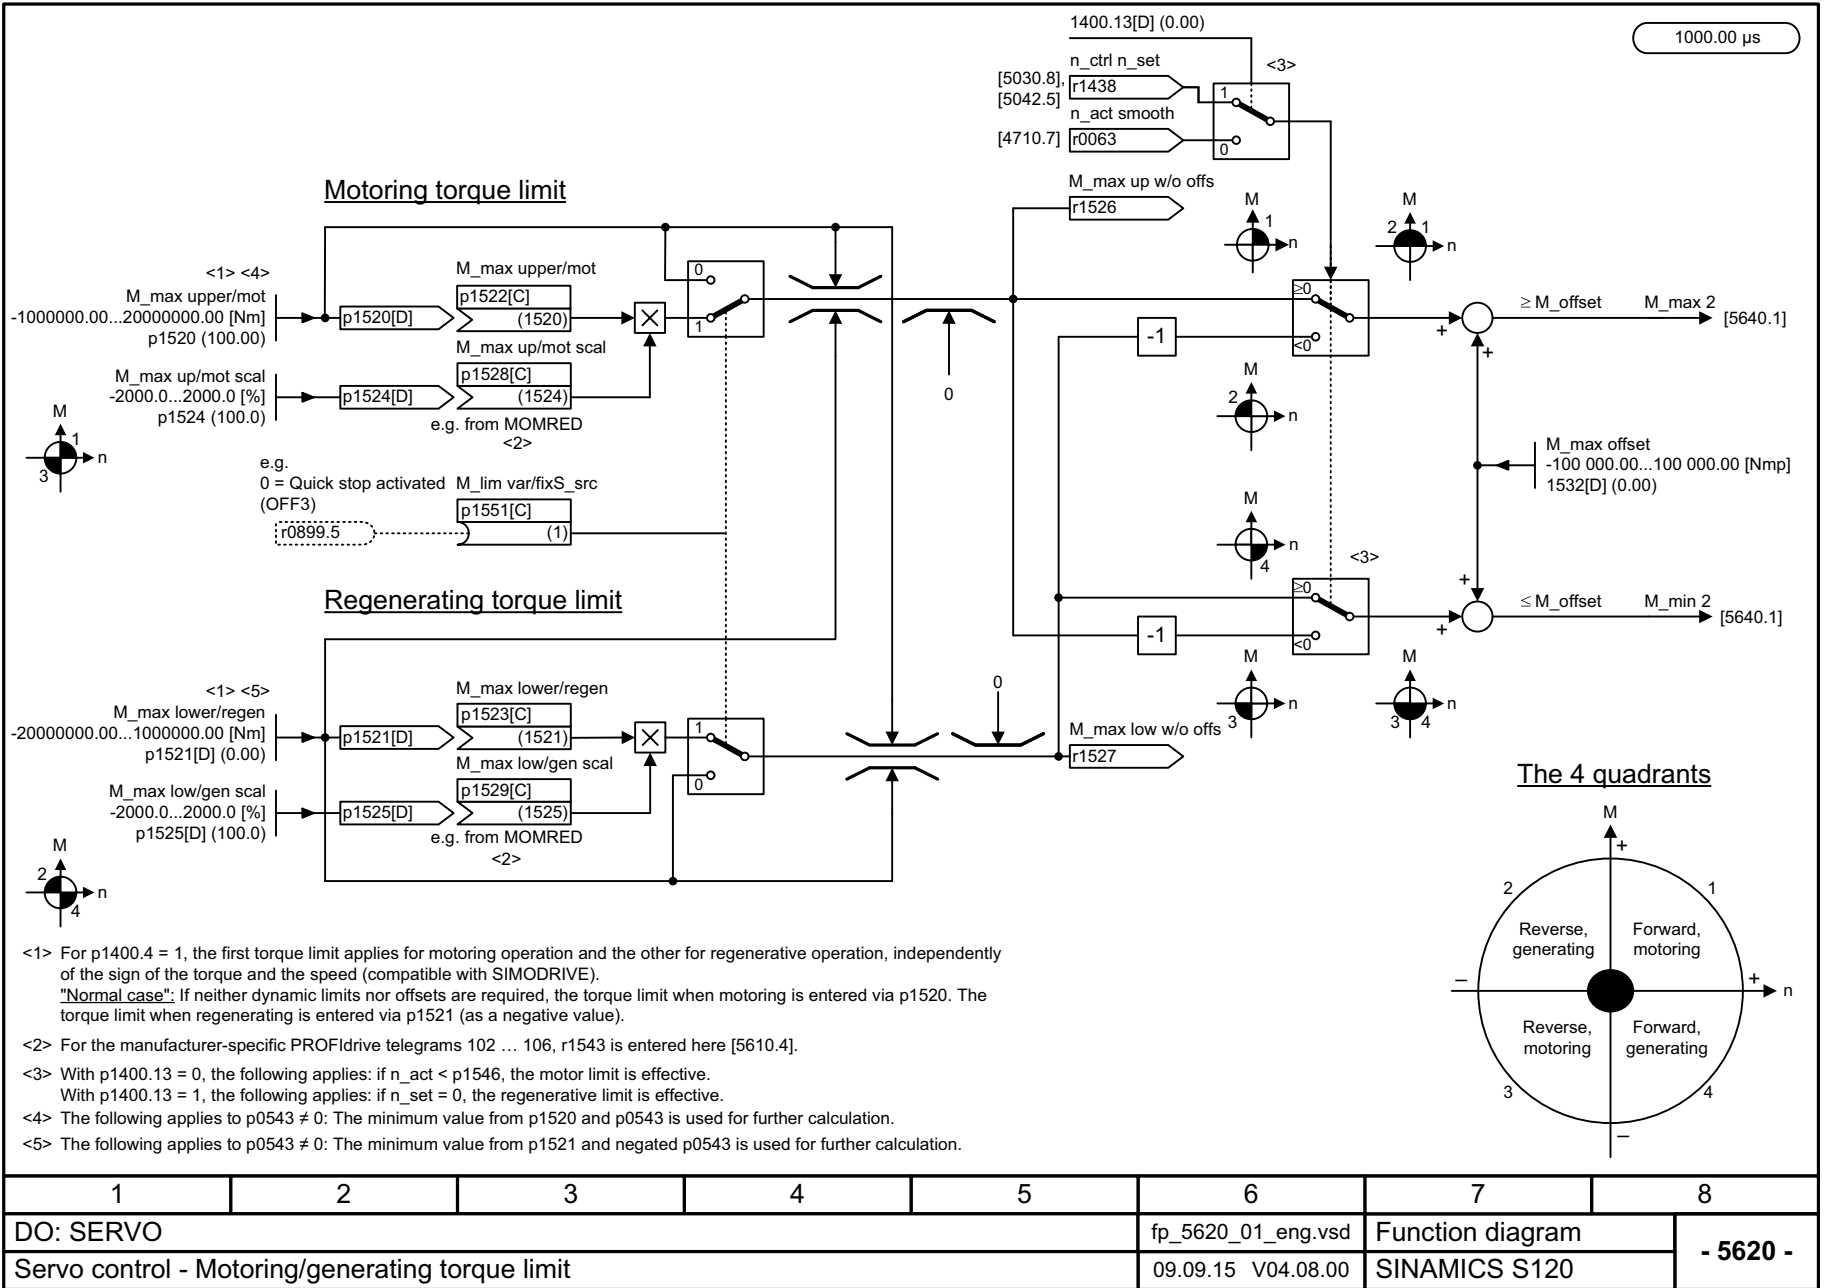 1400.13[D] (0.00)
1000.00 µs
n_ctrl n_set
<3>
[5030.8],
[5042.5]
r1438
1
n_act smooth
[4710.7]
r0063
0
Motoring torque limit
M_max up w/o offs
r1526
M
1
n
M
2 1
n
<1> <4>
M_max upper/mot
-1000000.00...20000000.00 [Nm]
p1520 (100.00)
p1520[D]
M_max upper/mot
p1522[C]
(1520)
0
1
≥0
<0
-1
+
+
≥ M_offset
M_max 2
[5640.1]
M_max up/mot scal
-2000.0...2000.0 [%]
p1524 (100.0)
p1524[D]
M_max up/mot scal
p1528[C]
(1524)
e.g. from MOMRED
<2>
0
M
2
n
M
1
3
n
M_max offset
-100 000.00...100 000.00 [Nmp]
1532[D] (0.00)
e.g.
0 = Quick stop activated
(OFF3)
r0899.5
M_lim var/fixS_src
p1551[C]
(1)
M
n
4
<3>
Regenerating torque limit
≥0
<0
-1
+
+
≤ M_offset
M_min 2
[5640.1]
M
n
3
M
n
3 4
<1> <5>
M_max lower/regen
-20000000.00...1000000.00 [Nm]
p1521[D] (0.00)
p1521[D]
M_max lower/regen
p1523[C]
(1521)
1
0
0
M_max low w/o offs
r1527
M_max low/gen scal
-2000.0...2000.0 [%]
p1525[D] (100.0)
p1525[D]
M_max low/gen scal
p1529[C]
(1525)
e.g. from MOMRED
<2>
M
2
n
4
The 4 quadrants
M
+
2
1
Reverse,
generating
Forward,
motoring
–
+
n
Reverse,
motoring
Forward,
generating
3
4
–
<1> For p1400.4 = 1, the first torque limit applies for motoring operation and the other for regenerative operation, independently
of the sign of the torque and the speed (compatible with SIMODRIVE).
"Normal case": If neither dynamic limits nor offsets are required, the torque limit when motoring is entered via p1520. The
torque limit when regenerating is entered via p1521 (as a negative value).
<2> For the manufacturer-specific PROFIdrive telegrams 102 … 106, r1543 is entered here [5610.4].
<3> With p1400.13 = 0, the following applies: if n_act < p1546, the motor limit is effective.
With p1400.13 = 1, the following applies: if n_set = 0, the regenerative limit is effective.
<4> The following applies to p0543 ≠ 0: The minimum value from p1520 and p0543 is used for further calculation.
<5> The following applies to p0543 ≠ 0: The minimum value from p1521 and negated p0543 is used for further calculation.
1 2 3 4 5 6 7 8
DO: SERVO
fp_5620_01_eng.vsd
Function diagram
- 5620 -
Servo control - Motoring/generating torque limit
09.09.15 V04.08.00
SINAMICS S120